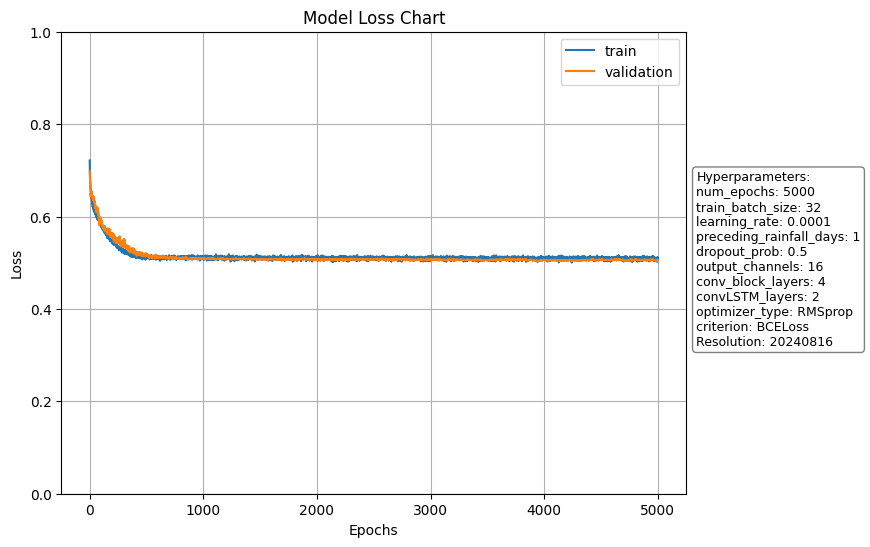 Model Loss Chart
1.0
0.8
0.6
0.4
0.2
0.0
Loss
0
1000
2000
3000
4000
5000
Epochs
train
validation
Hyperparameters:
num_epochs: 5000
train_batch_size: 32
learning_rate: 0.0001
preceding_rainfall_days: 1
dropout_prob: 0.5
output_channels: 16
conv_block_layers: 4
convLSTM_layers: 2
optimizer_type: RMSprop
criterion: BCELoss
Resolution: 20240816